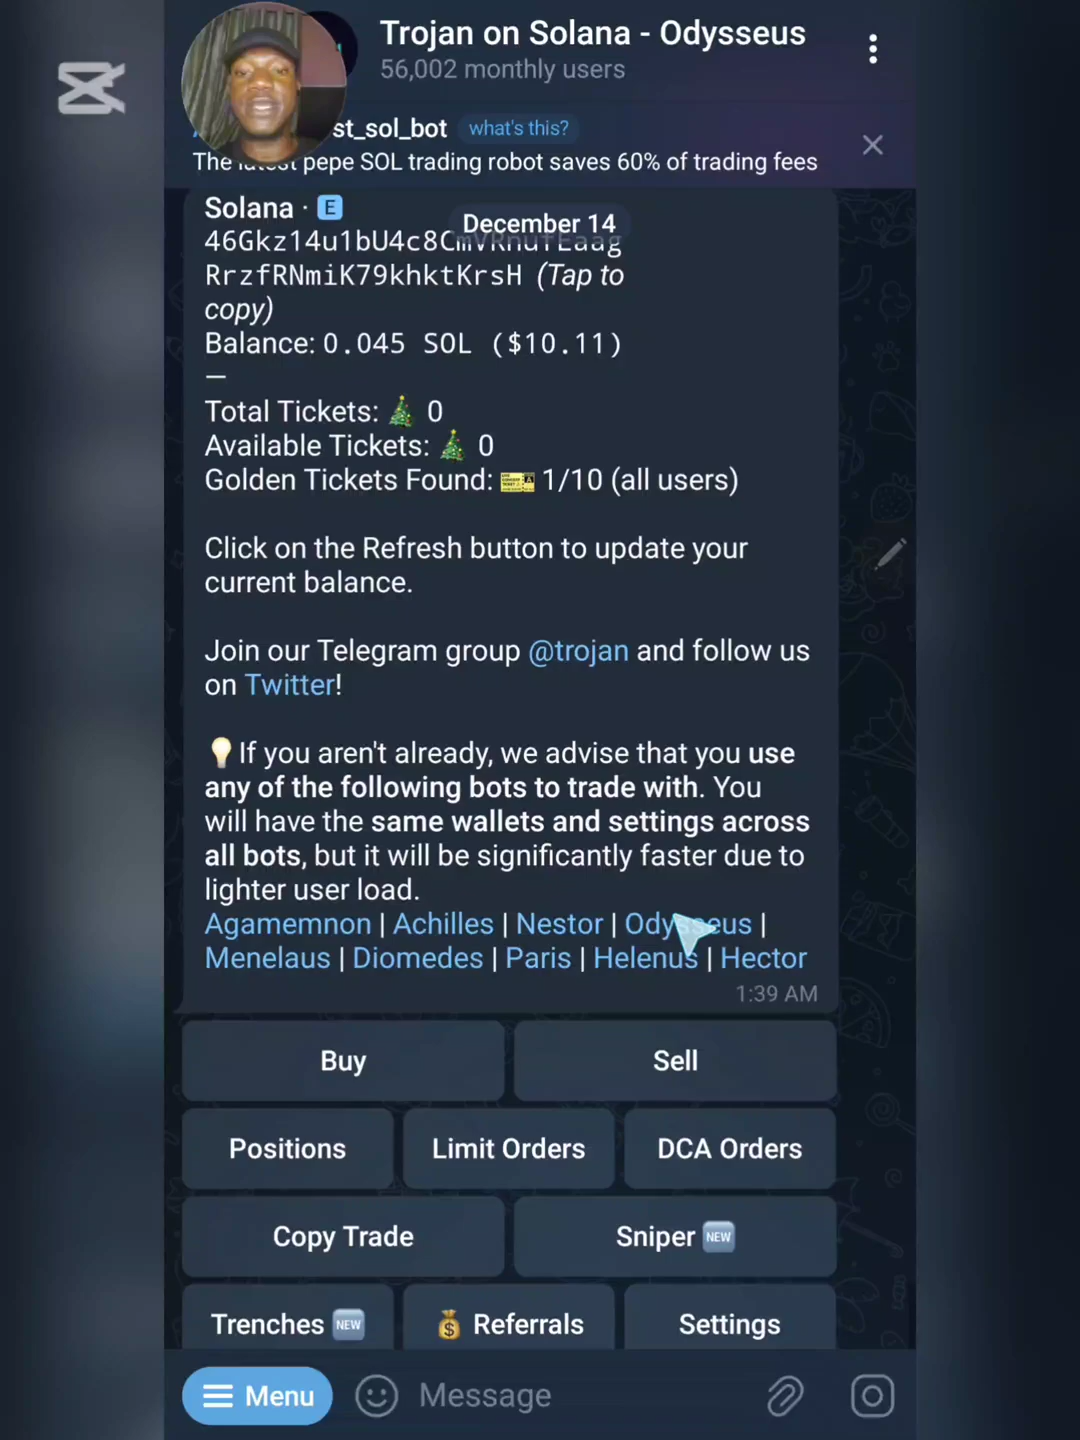 Trojan on Solana - Odysseus
56,002 monthly users
st_sol_bot what's this?
The latest pepe SOL trading robot saves 60% of trading fees
Solana · E
December 14
RrzfRNmiK79khktKrsH (Tap to
copy)
Balance: 0.045 SOL ($10.11)
—
Total Tickets: 🎄 0
Available Tickets: 🎄 0
Golden Tickets Found: 🎫 1/10 (all users)
Click on the Refresh button to update your
current balance.
Join our Telegram group @trojan and follow us
on Twitter!
💡If you aren't already, we advise that you use
any of the following bots to trade with. You
will have the same wallets and settings across
all bots, but it will be significantly faster due to
lighter user load.
Agamemnon | Achilles | Nestor | Odysseus |
Menelaus | Diomedes | Paris | Helenus | Hector
1:39 AM
Buy
Sell
Positions
Limit Orders
DCA Orders
Copy Trade
Sniper NEW
Trenches NEW
💰 Referrals
Settings
Menu
Message